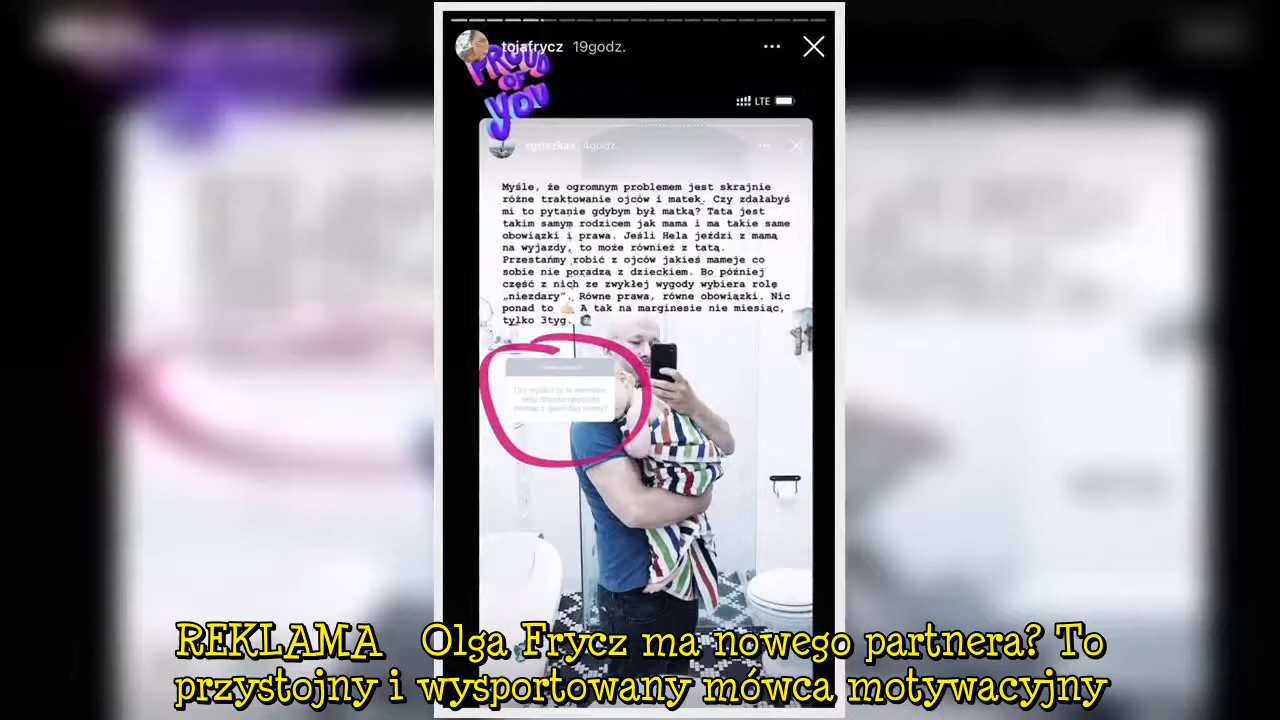 tojafrycz 19godz.
PROUD
OF
YOU
LTE
4godz.
Myśle, że ogromnym problemem jest skrajnie
różne traktowanie ojców i matek. Czy zdałabyś
mi to pytanie gdybym był matką? Tata jest
takim samym rodzicem jak mama i ma takie same
obowiązki i prawa. Jeśli Hela jeździ z mamą
na wyjazdy, to może również z tatą.
Przestańmy robić z ojców jakieś mameje co
sobie nie poradzą z dzieckiem. Bo później
część z nich ze zwykłej wygody wybiera rolę
„niezdary”. Równe prawa, równe obowiązki. Nic
ponad to A tak na marginesie nie miesiąc,
tylko 3tyg.
REKLAMA Olga Frycz ma nowego partnera? To
przystojny i wysportowany mówca motywacyjny